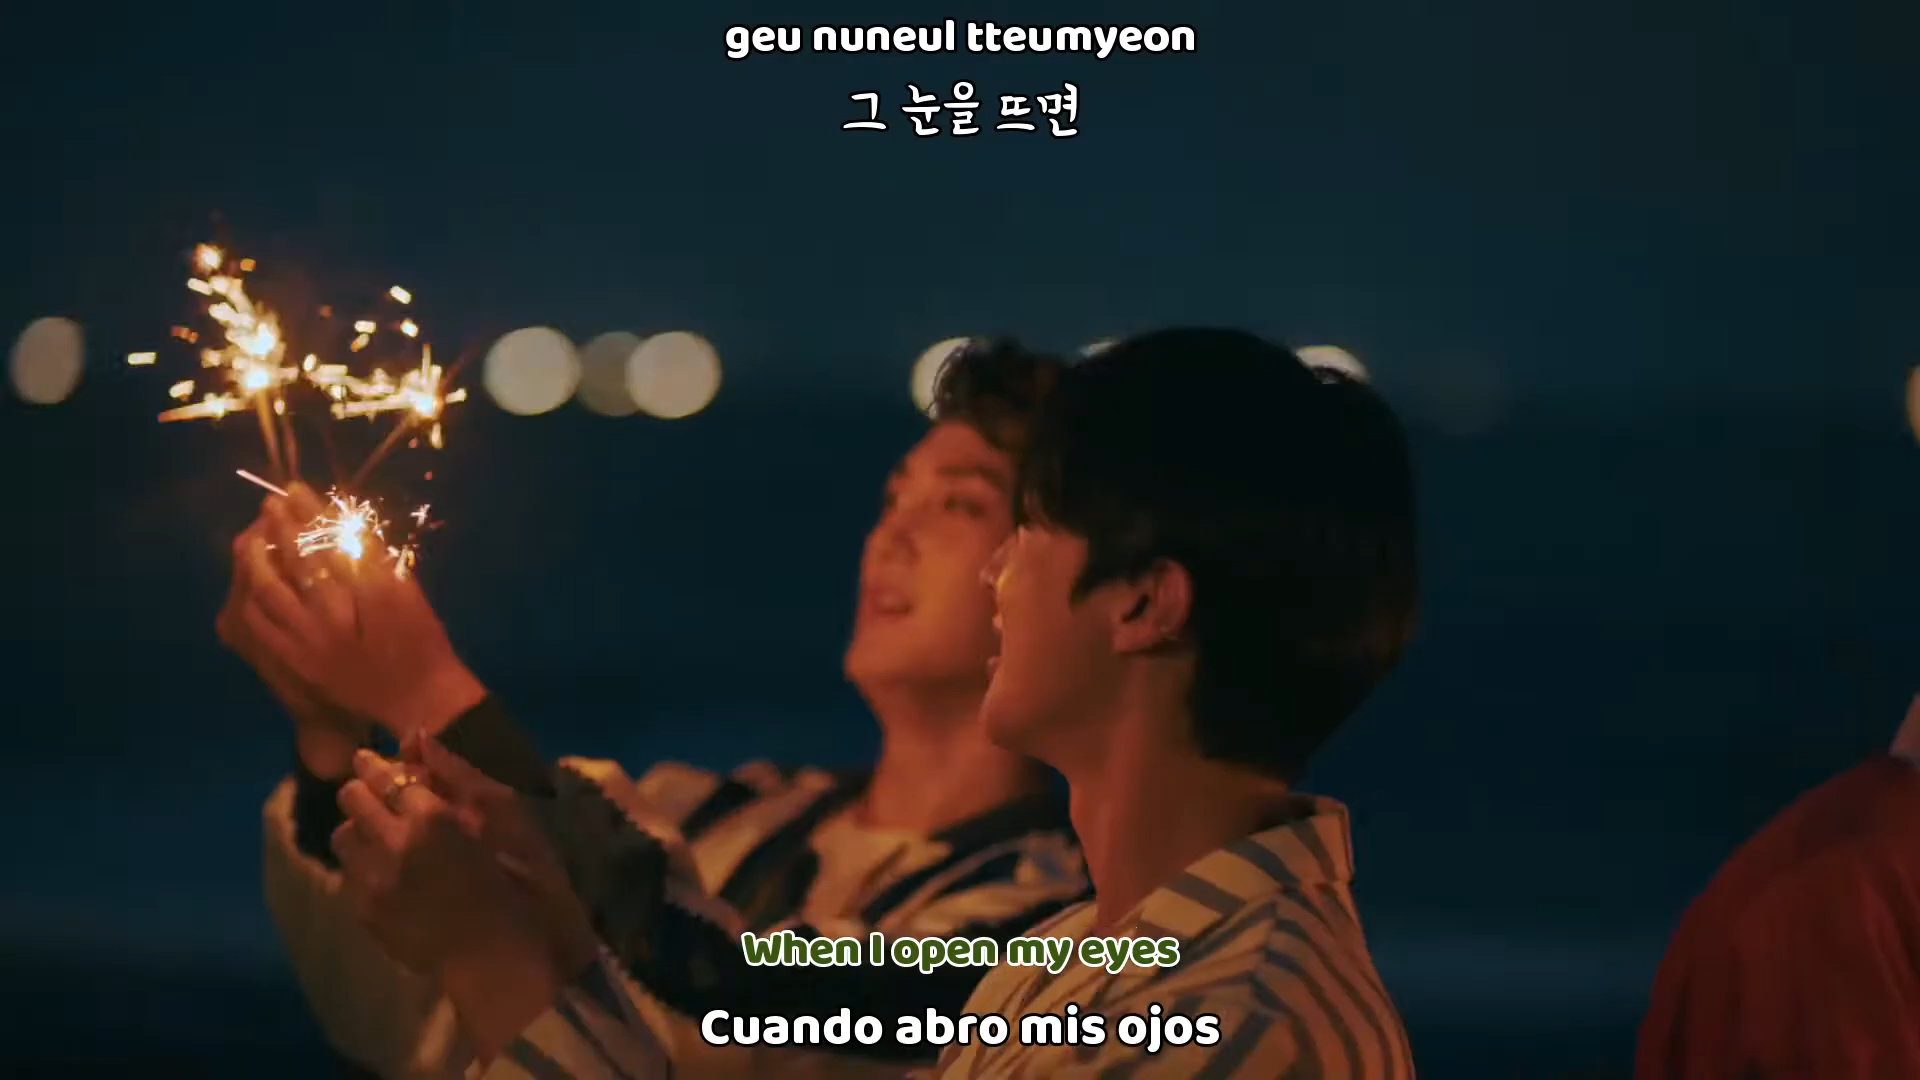 geu nuneul tteumyeon
그 눈을 뜨면
When I open my eyes
Cuando abro mis ojos